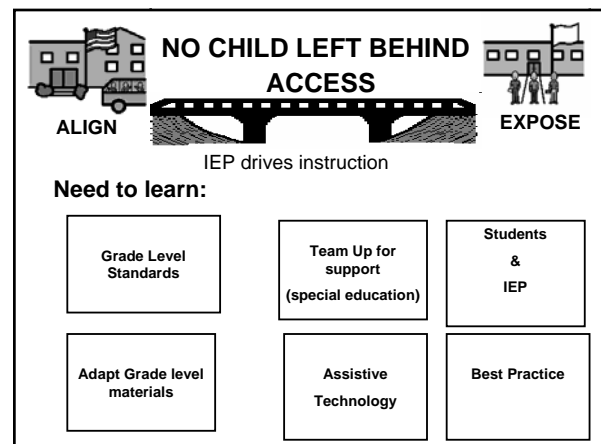 NO CHILD LEFT BEHIND
ACCESS
ALIGN
EXPOSE
IEP drives instruction
Need to learn:
Grade Level
Standards
Team Up for
support
(special education)
Students
&
IEP
Adapt Grade level
materials
Assistive
Technology
Best Practice